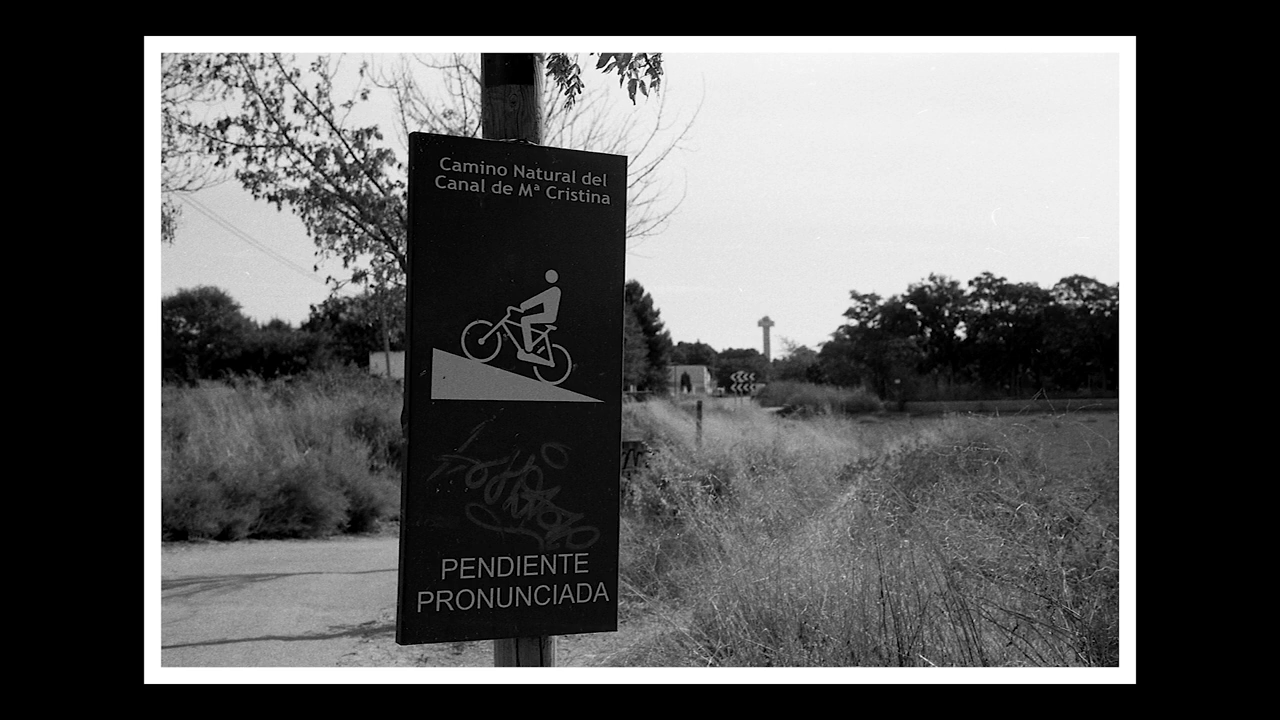 Camino Natural del
Canal de Mª Cristina
PENDIENTE
PRONUNCIADA